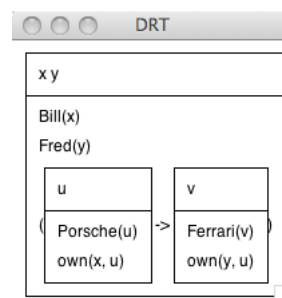 DRT
x y
Bill(x)
Fred(y)
u v
( Porsche(u) -> Ferrari(v) )
own(x, u) own(y, u)